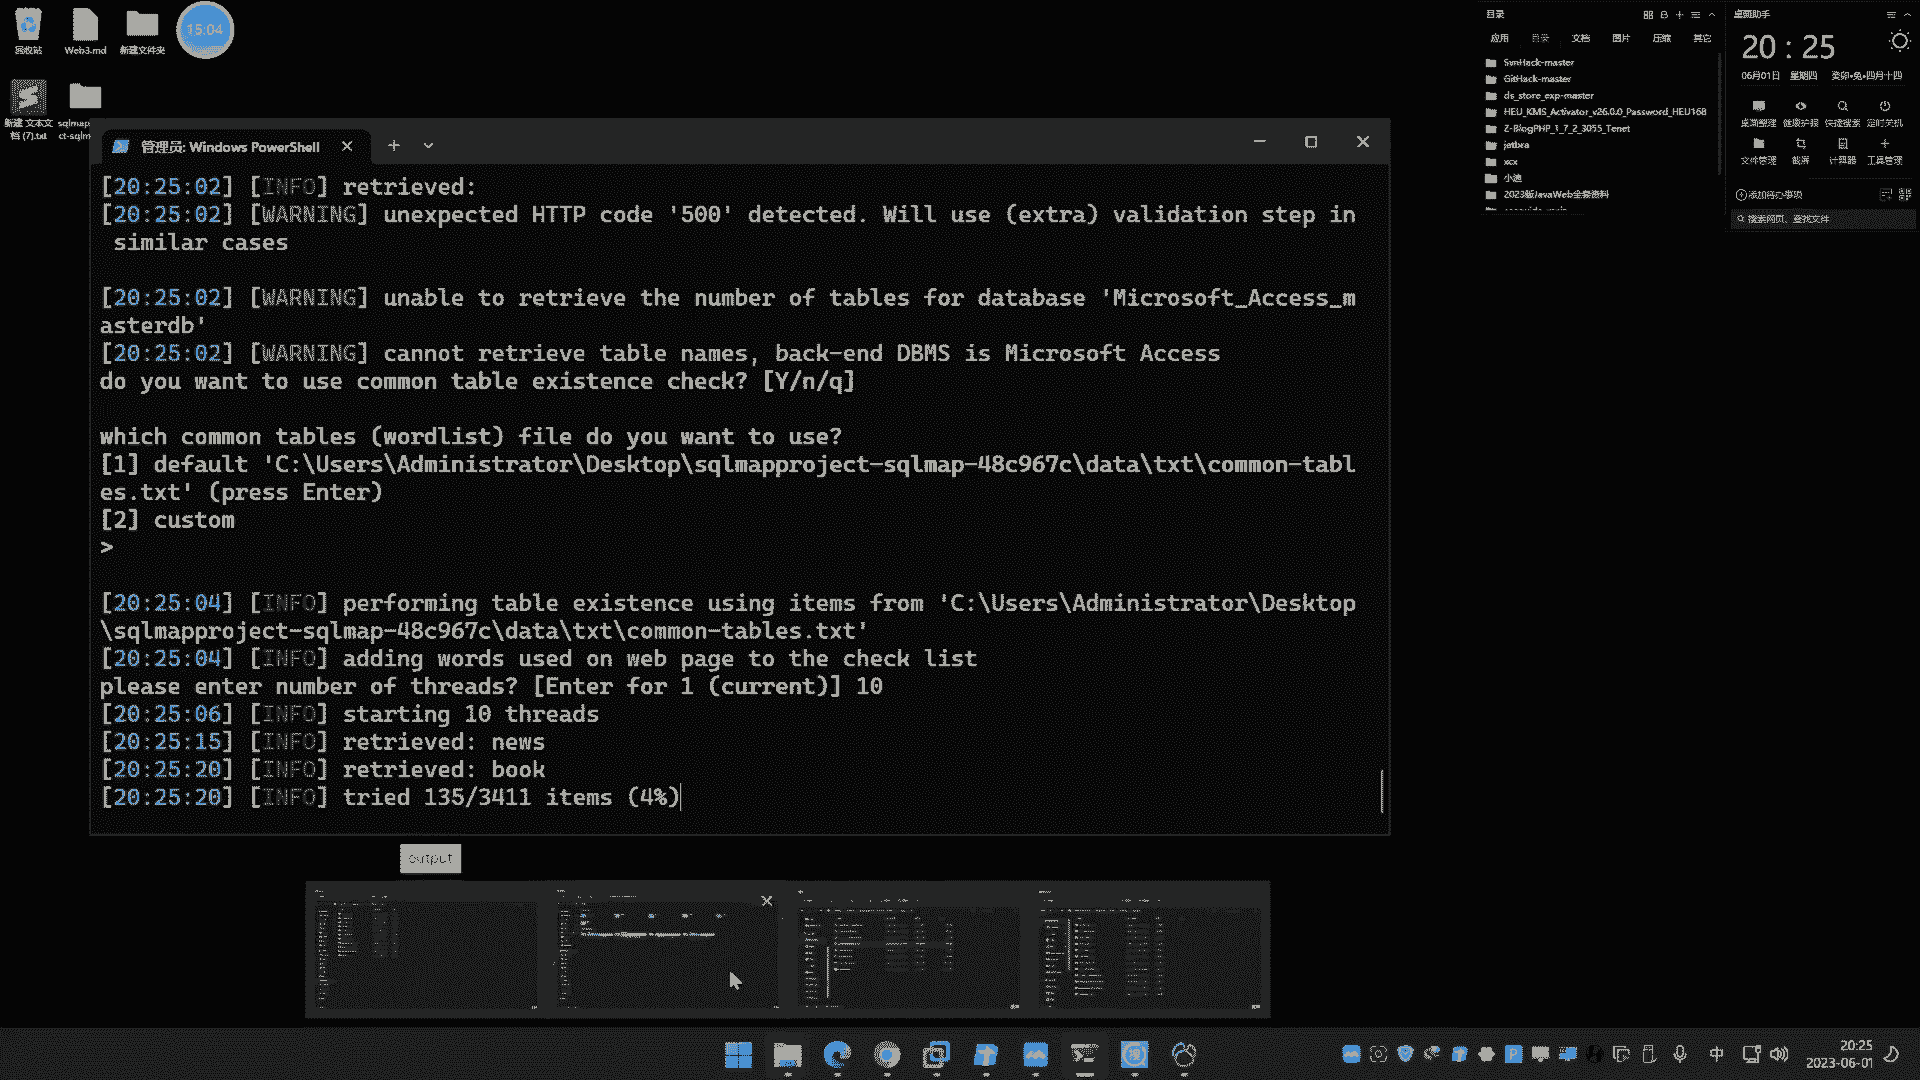 回收站
Web3.md
新建文件夹
15:04
新建 文本文
档 (7).txt
sqlmapp
ct-sqlm
目录
应用 目录 文档 图片 压缩 其它
SvnHack-master
GitHack-master
ds_store_exp-master
HEU_KMS_Activator_v26.0.0_Password_HEU168
Z-BlogPHP_1_7_2_3055_Tenet
jetbra
xcx
小迪
2023版JavaWeb全套资料
桌面助手
20 : 25
06月01日 星期四 癸卯•兔•四月十四
桌面整理 健康护眼 快捷搜索 定时关机
文件管理 截屏 计算器 工具管理
添加待办事项
搜索网页、查找文件
管理员: Windows PowerShell
[20:25:02] [INFO] retrieved:
[20:25:02] [WARNING] unexpected HTTP code '500' detected. Will use (extra) validation step in
similar cases
[20:25:02] [WARNING] unable to retrieve the number of tables for database 'Microsoft_Access_m
asterdb'
[20:25:02] [WARNING] cannot retrieve table names, back-end DBMS is Microsoft Access
do you want to use common table existence check? [Y/n/q]
which common tables (wordlist) file do you want to use?
[1] default 'C:\Users\Administrator\Desktop\sqlmapproject-sqlmap-48c967c\data\txt\common-tabl
es.txt' (press Enter)
[2] custom
>
[20:25:04] [INFO] performing table existence using items from 'C:\Users\Administrator\Desktop
\sqlmapproject-sqlmap-48c967c\data\txt\common-tables.txt'
[20:25:04] [INFO] adding words used on web page to the check list
please enter number of threads? [Enter for 1 (current)] 10
[20:25:06] [INFO] starting 10 threads
[20:25:15] [INFO] retrieved: news
[20:25:20] [INFO] retrieved: book
[20:25:20] [INFO] tried 135/3411 items (4%)
output
中
20:25
2023-06-01